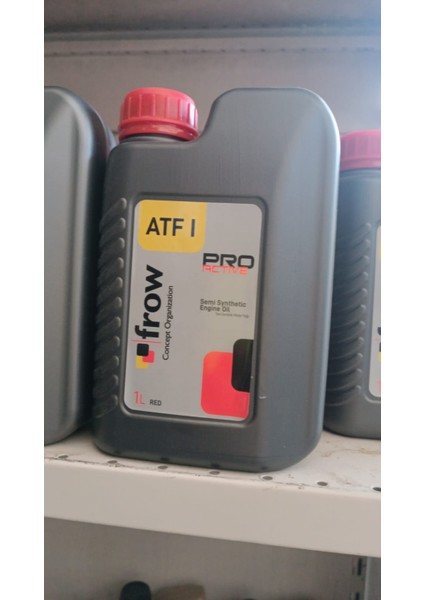 ATF I
PRO
ACTIVE
frow
Concept Organization
Semi Synthetic
Engine Oil
1L RED